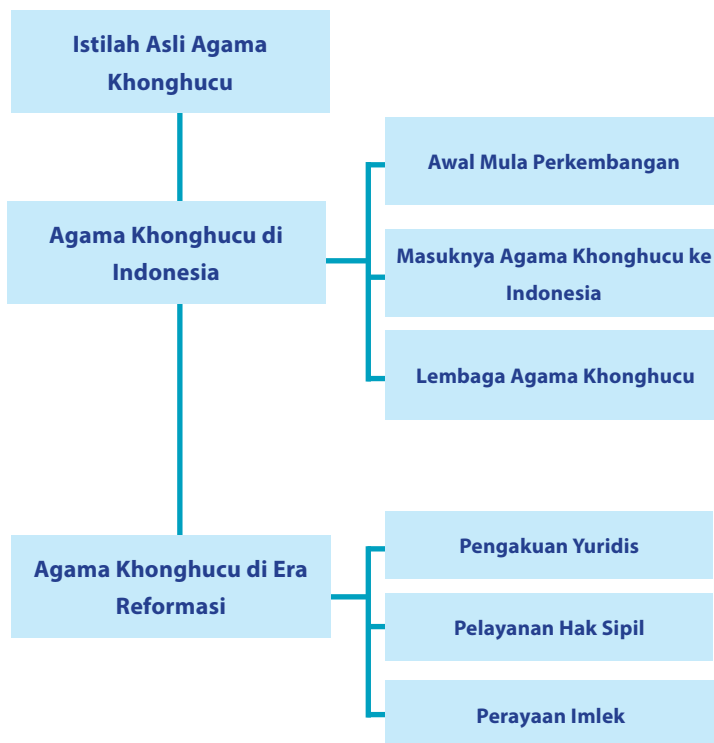 Istilah Asli Agama
Khonghucu
Agama Khonghucu di
Indonesia
Awal Mula Perkembangan
Masuknya Agama Khonghucu ke
Indonesia
Lembaga Agama Khonghucu
Agama Khonghucu di Era
Reformasi
Pengakuan Yuridis
Pelayanan Hak Sipil
Perayaan Imlek